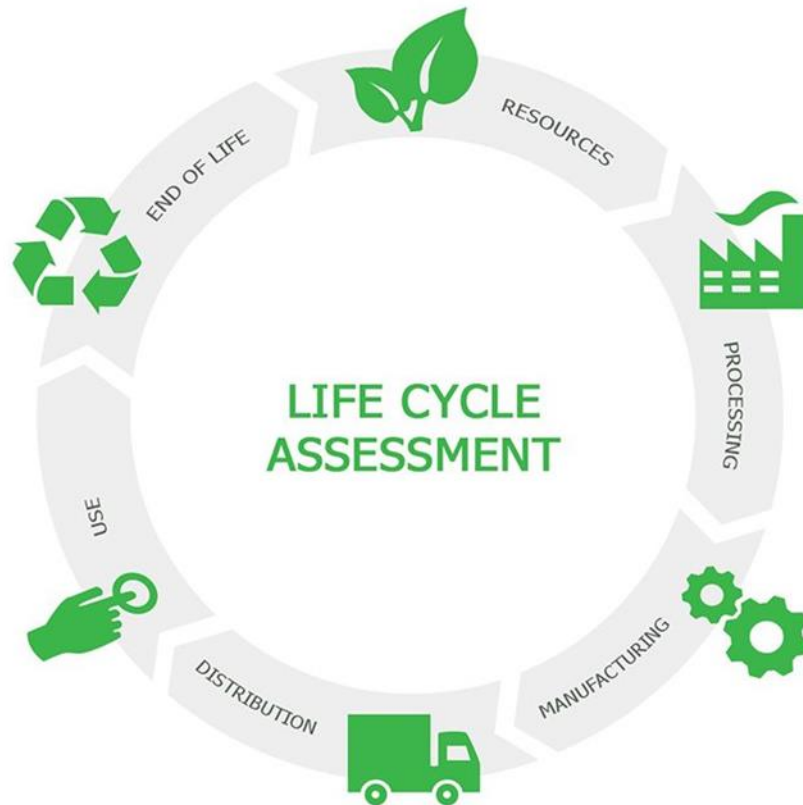 LIFE CYCLE
ASSESSMENT
RESOURCES
PROCESSING
MANUFACTURING
DISTRIBUTION
USE
END OF LIFE